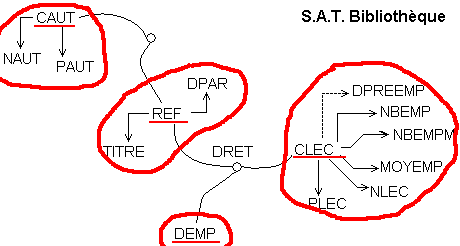 S.A.T. Bibliothèque
CAUT
NAUT
PAUT
DPAR
REF
TITRE
DRET
DEMP
DPREEMP
NBEMP
NBEMPM
CLEC
MOYEMP
NLEC
PLEC